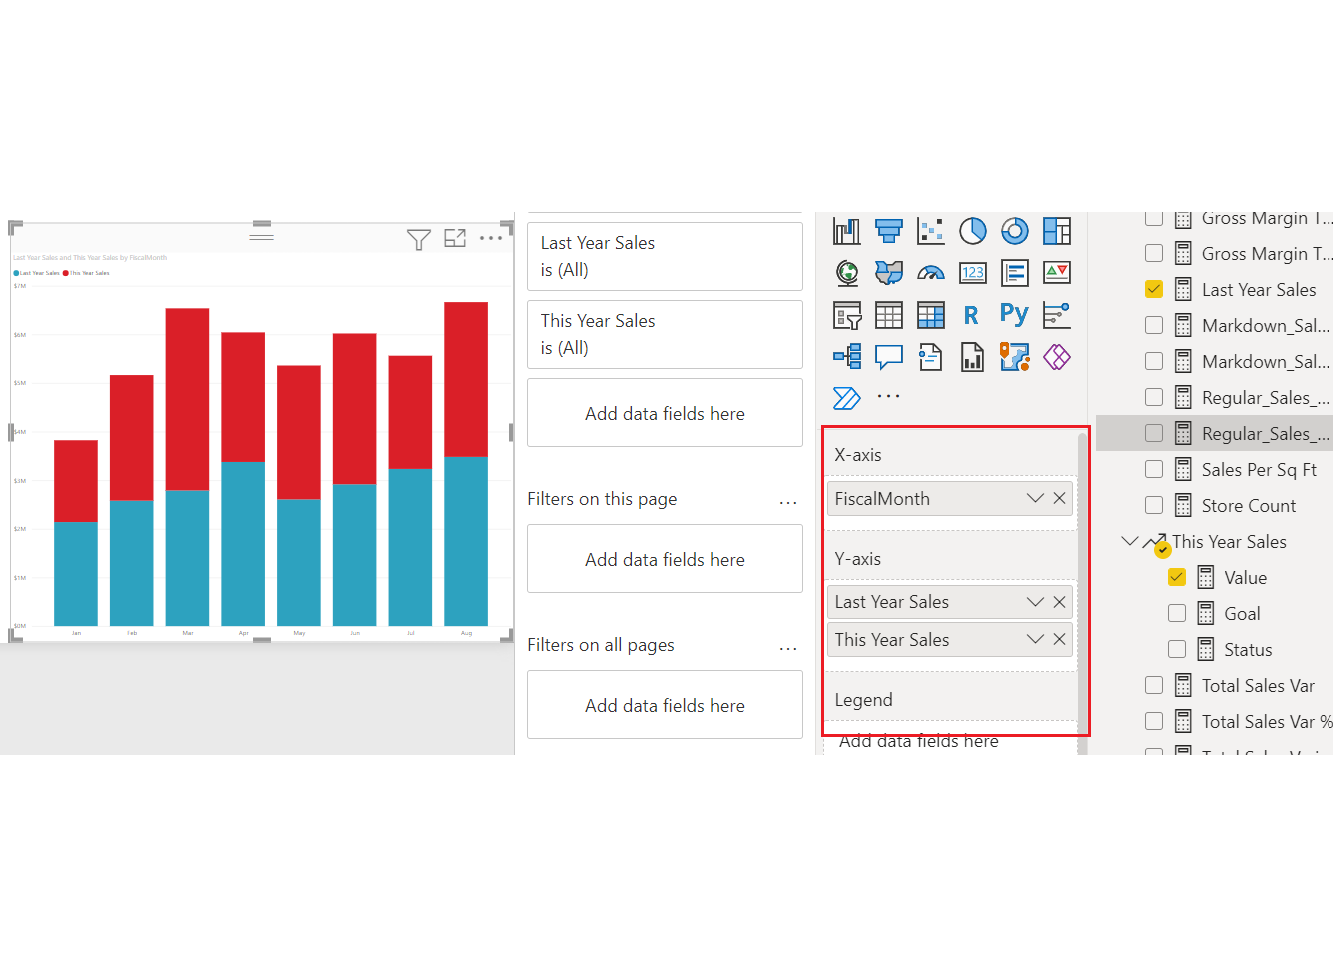 Last Year Sales and This Year Sales by FiscalMonth
Last Year Sales This Year Sales
$7M
$6M
$5M
$4M
$3M
$2M
$1M
$0M
Jan Feb Mar Apr May Jun Jul Aug
Last Year Sales
is (All)
This Year Sales
is (All)
Add data fields here
Filters on this page
...
Add data fields here
Filters on all pages
...
Add data fields here
123
R
Py
...
X-axis
FiscalMonth
Y-axis
Last Year Sales
This Year Sales
Legend
Add data fields here
Gross Margin T...
Gross Margin T...
Last Year Sales
Markdown_Sal...
Markdown_Sal...
Regular_Sales_...
Regular_Sales_...
Sales Per Sq Ft
Store Count
This Year Sales
Value
Goal
Status
Total Sales Var
Total Sales Var %